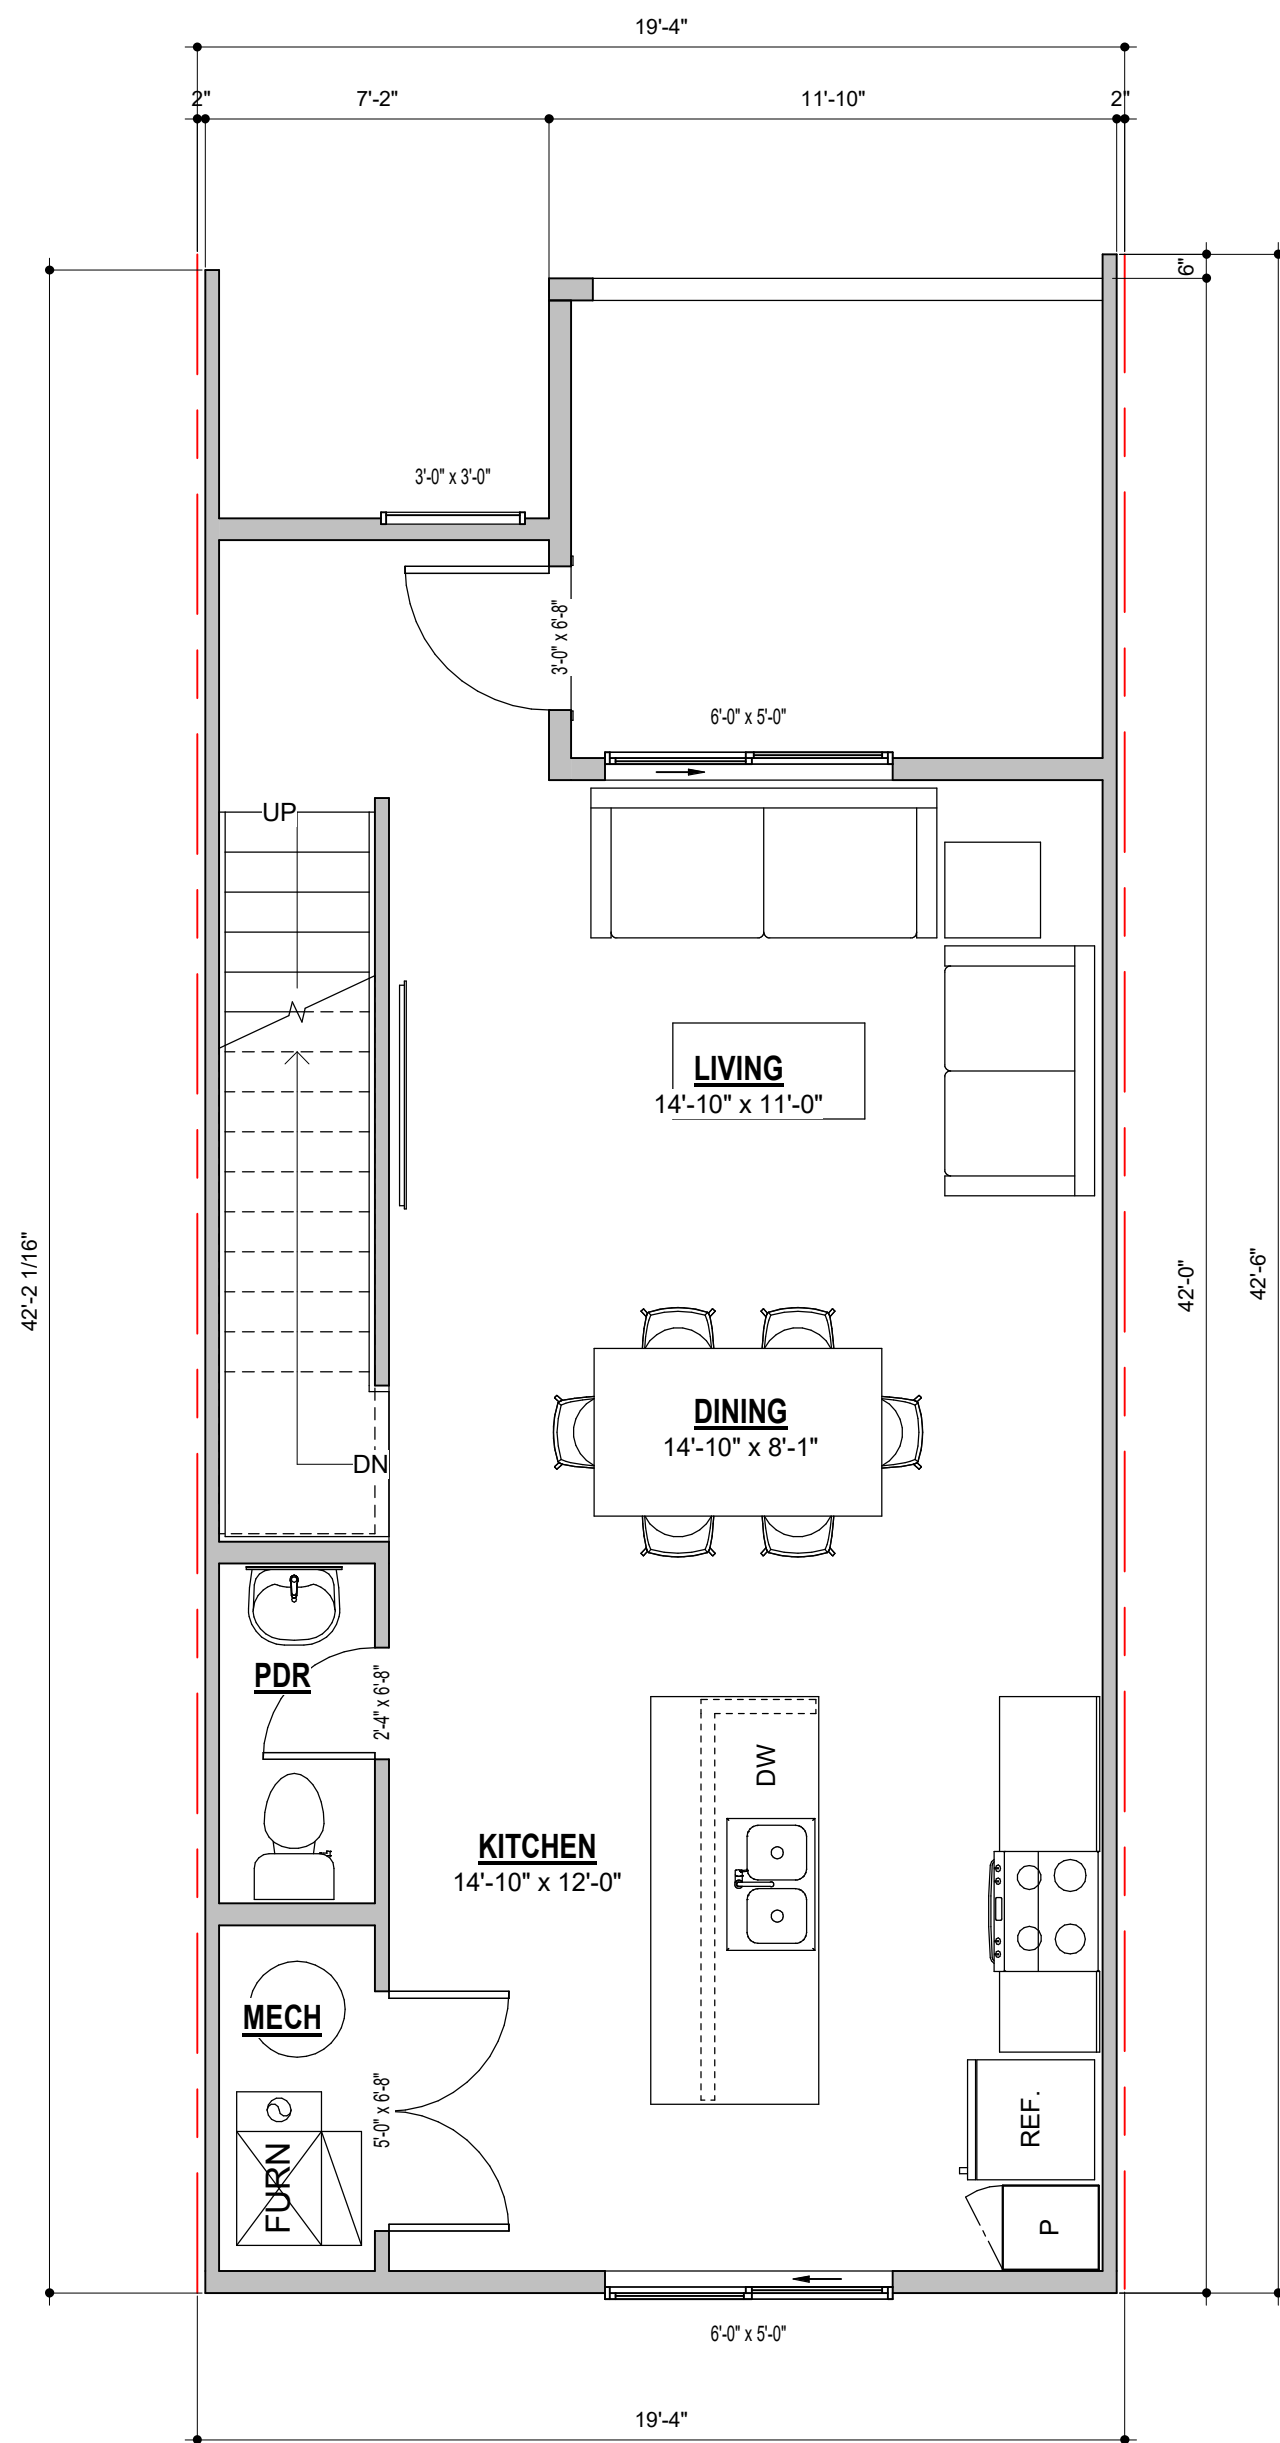 19'-4"
2"
7'-2"
11'-10"
2"
6"
3'-0" x 3'-0"
3'-0" x 6'-8"
6'-0" x 5'-0"
UP
LIVING
14'-10" x 11'-0"
42'-2 1/16"
42'-0"
42'-6"
DINING
14'-10" x 8'-1"
DN
PDR
2'-4" x 6'-8"
DW
KITCHEN
14'-10" x 12'-0"
MECH
5'-0" x 6'-8"
FURN
REF.
P
6'-0" x 5'-0"
19'-4"